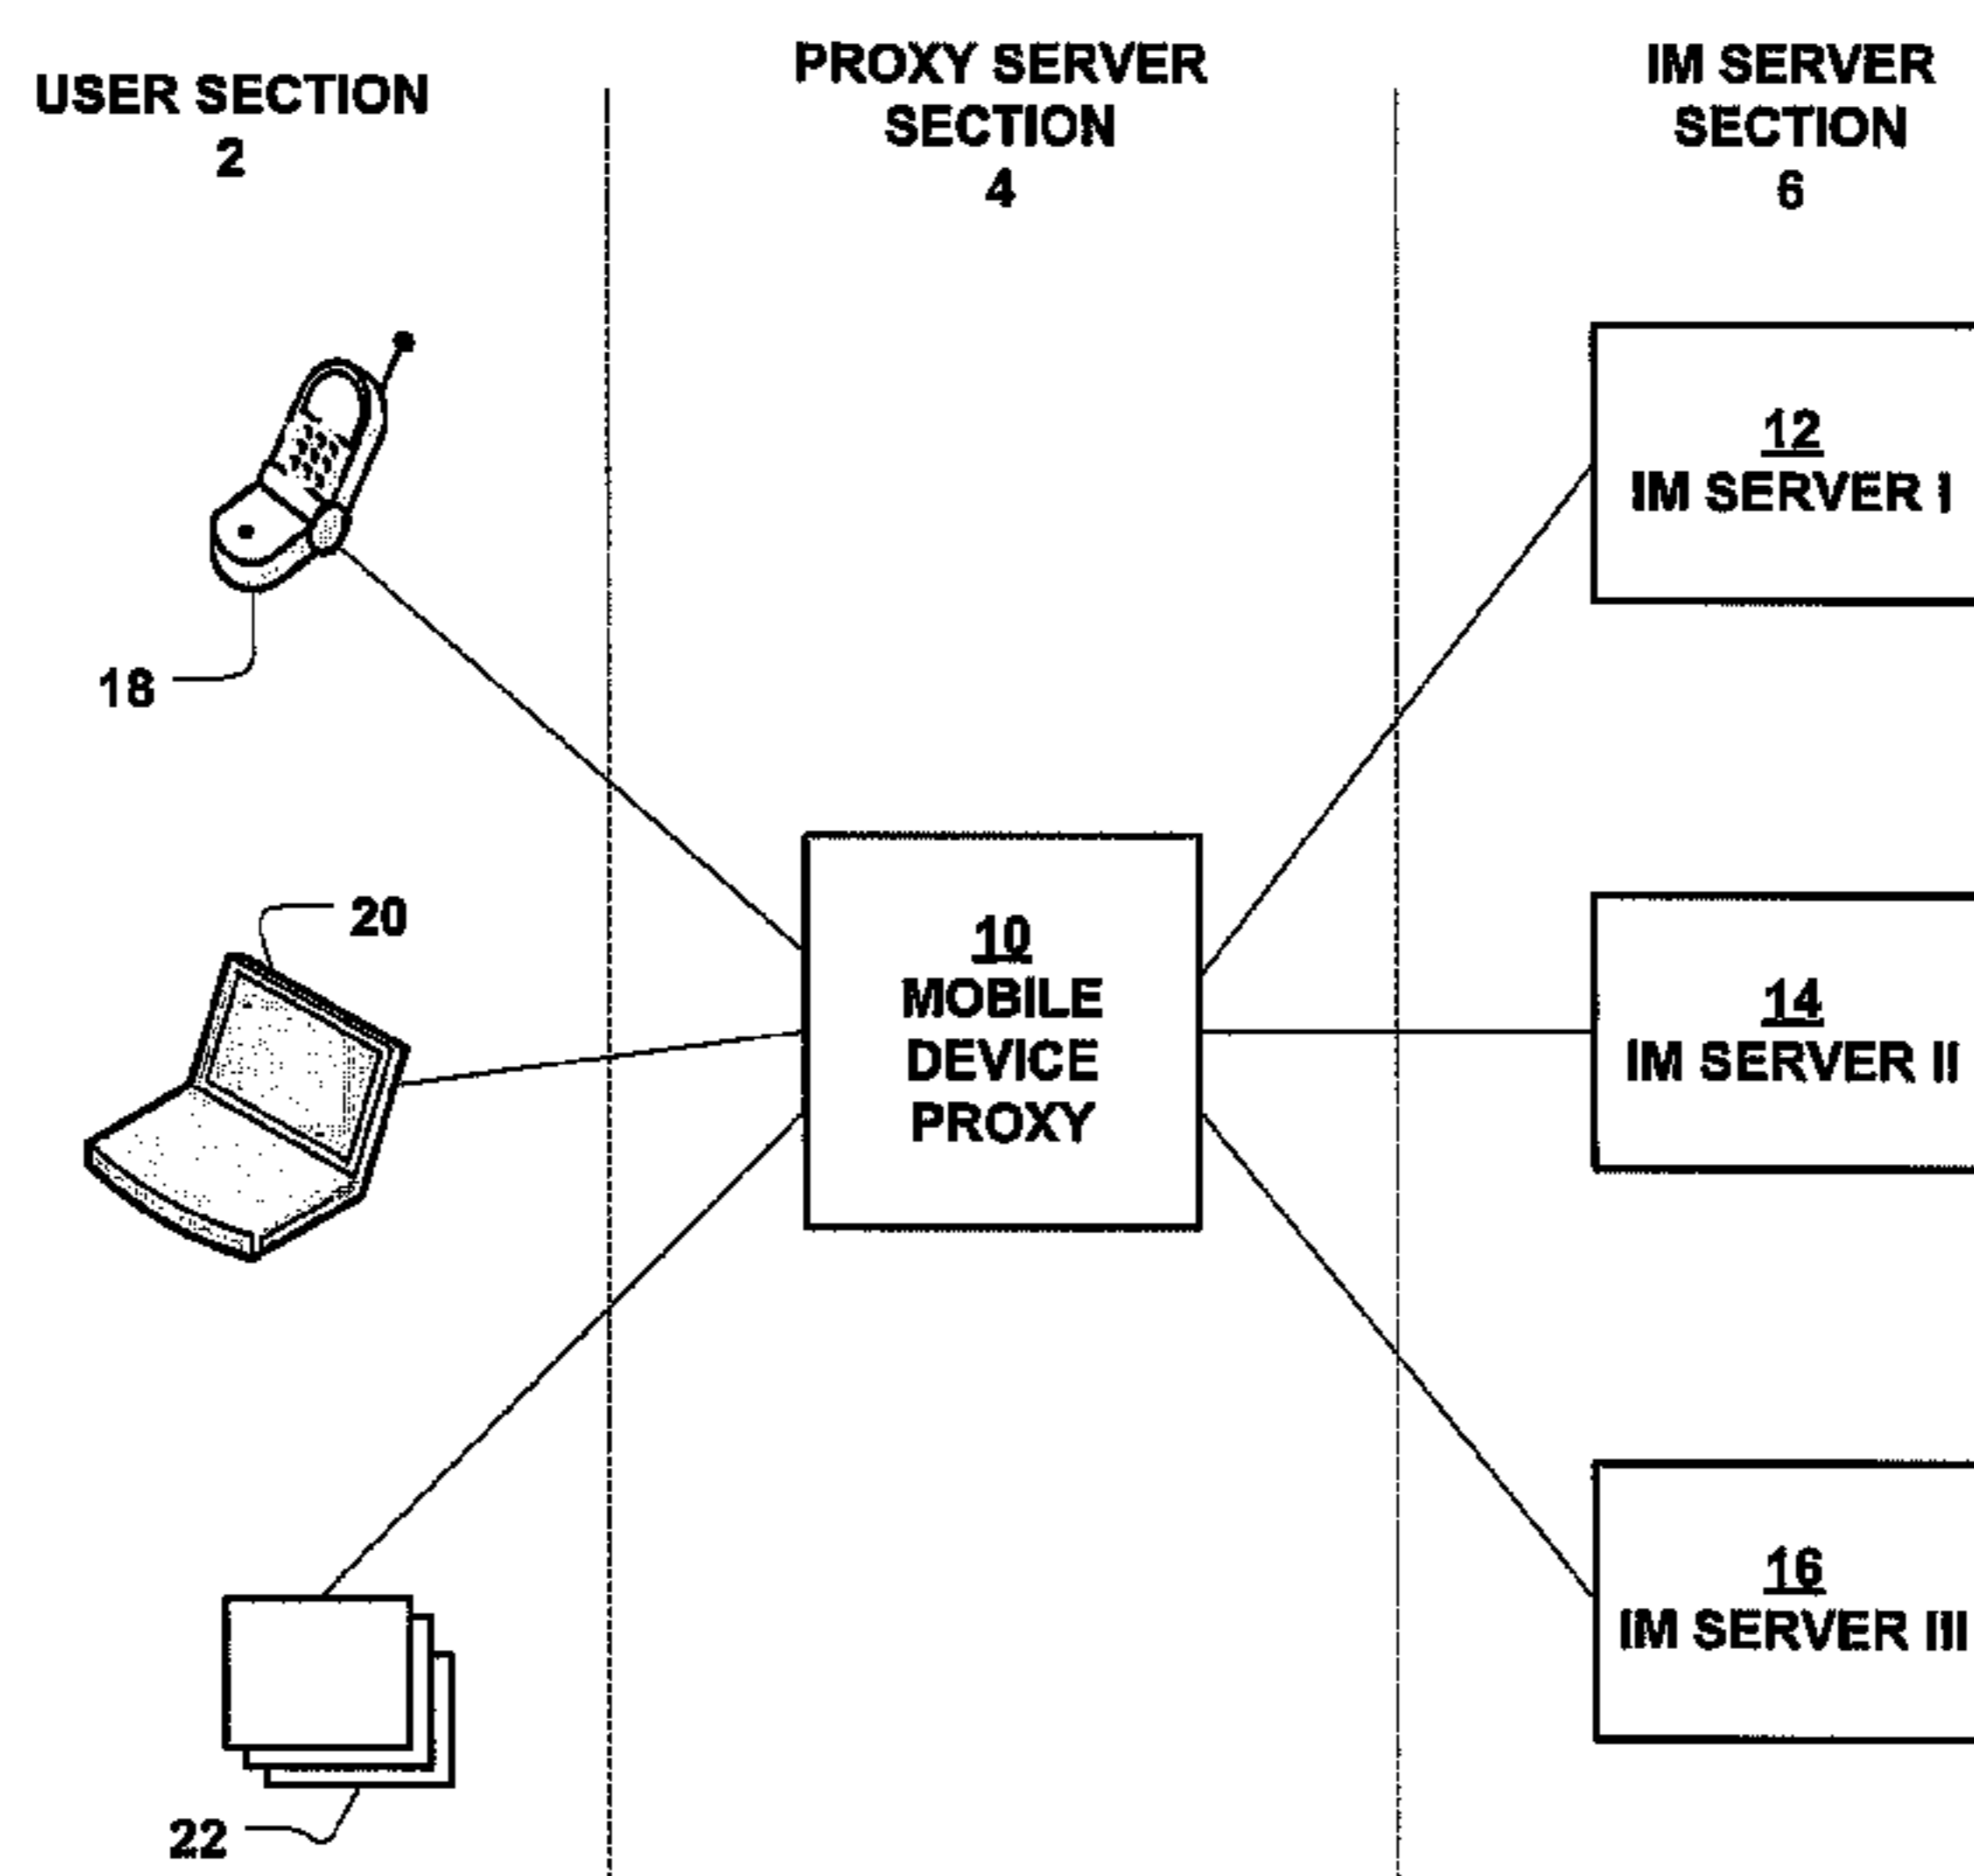 USER SECTION
2
PROXY SERVER
SECTION
4
IM SERVER
SECTION
6
18
20
22
10
MOBILE
DEVICE
PROXY
12
IM SERVER I
14
IM SERVER II
16
IM SERVER III